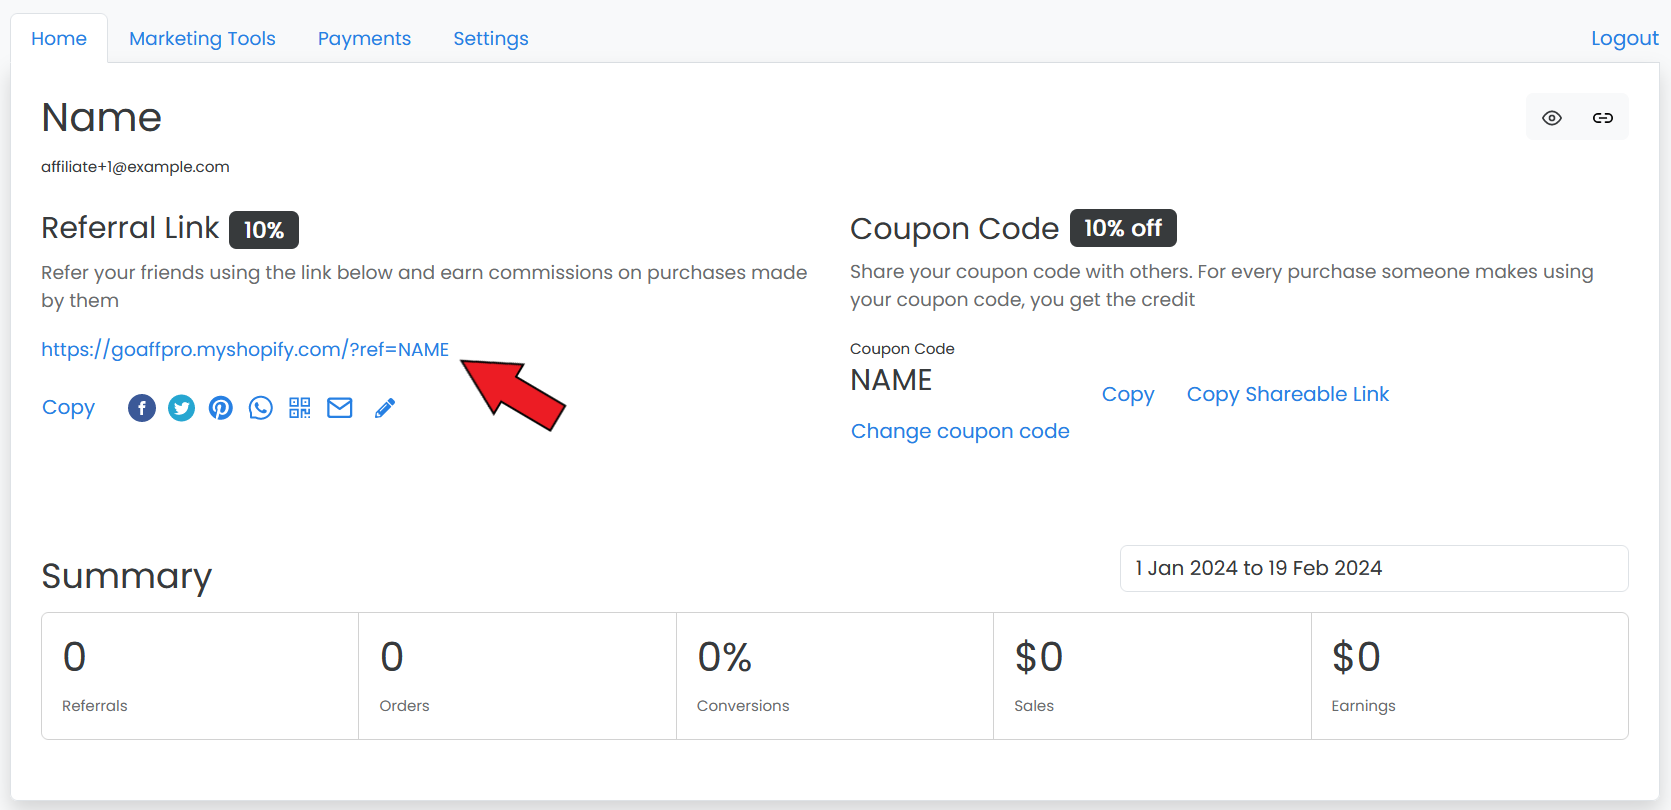 Home Marketing Tools Payments Settings Logout
Name
affiliate+1@example.com
Referral Link 10%
Refer your friends using the link below and earn commissions on purchases made
by them
https://goaffpro.myshopify.com/?ref=NAME
Copy
Coupon Code 10% off
Share your coupon code with others. For every purchase someone makes using
your coupon code, you get the credit
Coupon Code
NAME
Copy Copy Shareable Link
Change coupon code
Summary
1 Jan 2024 to 19 Feb 2024
0
Referrals
0
Orders
0%
Conversions
$0
Sales
$0
Earnings